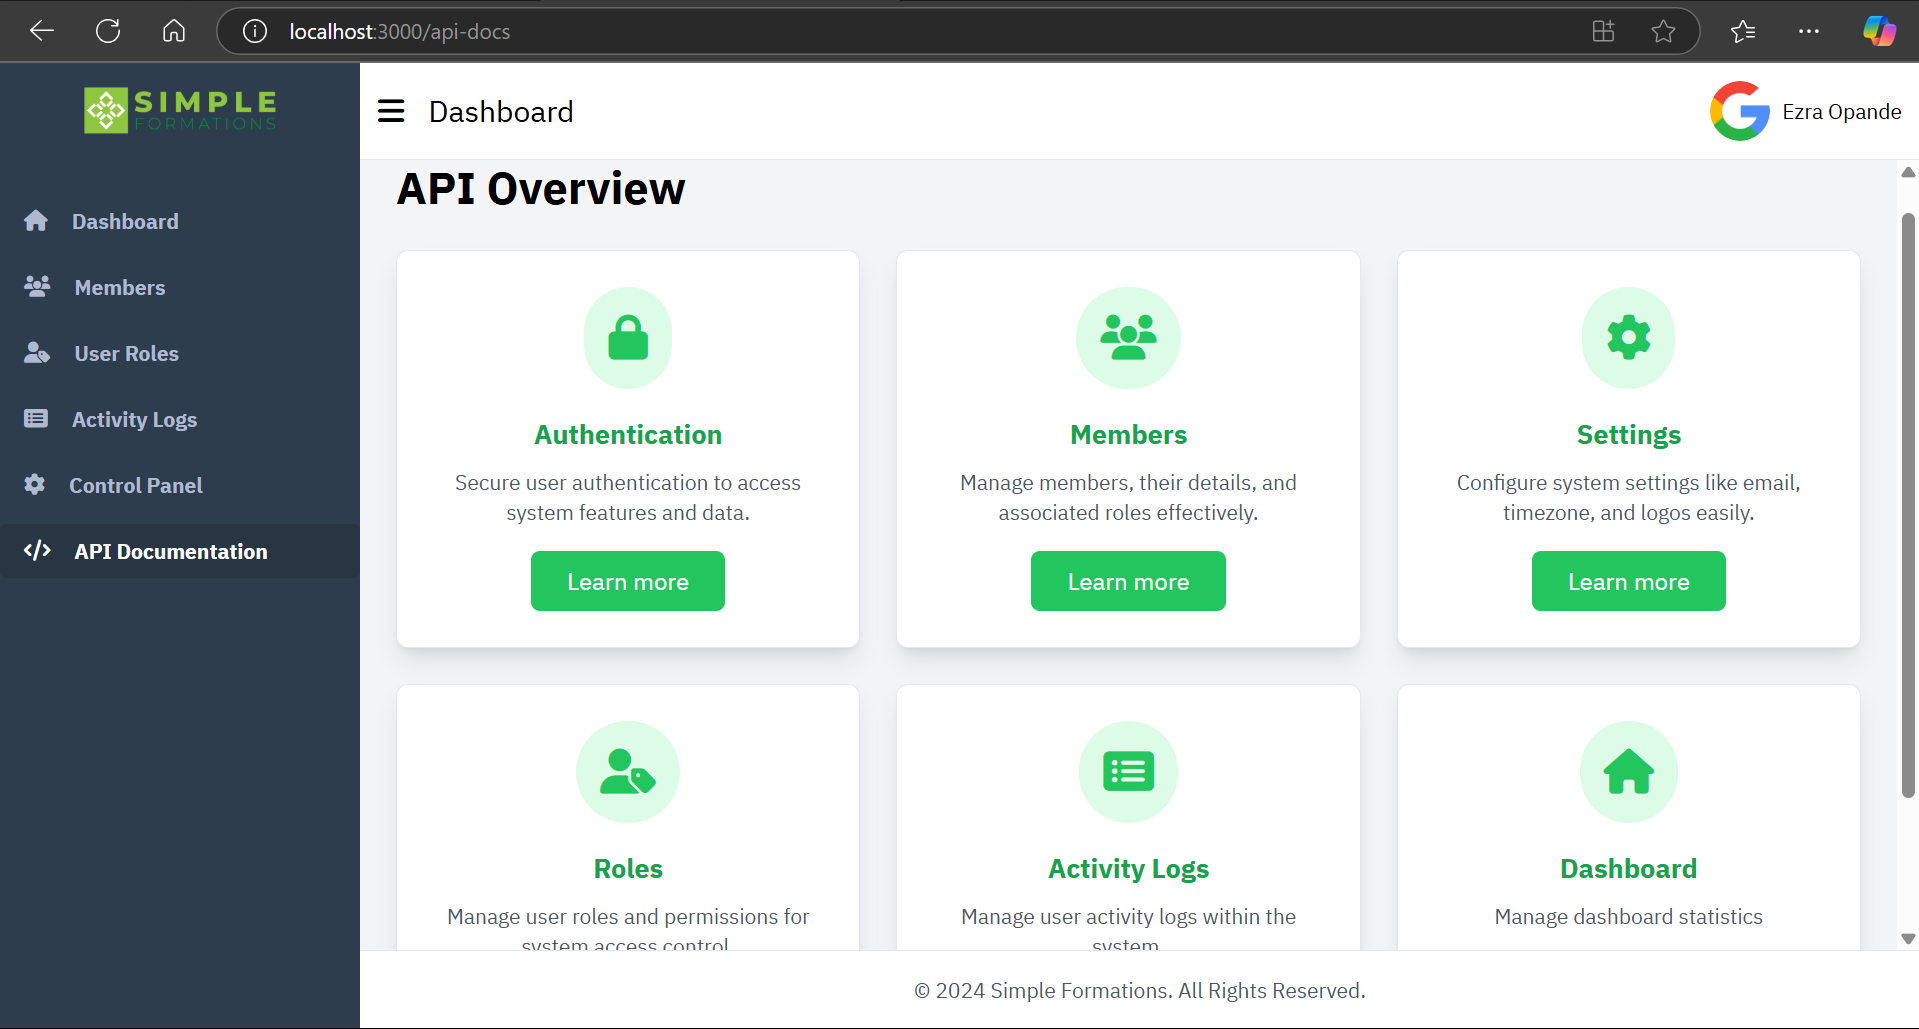 localhost:3000/api-docs
SIMPLE
FORMATIONS
Dashboard
Ezra Opande
Dashboard
Members
User Roles
Activity Logs
Control Panel
API Documentation
API Overview
Authentication
Secure user authentication to access
system features and data.
Learn more
Members
Manage members, their details, and
associated roles effectively.
Learn more
Settings
Configure system settings like email,
timezone, and logos easily.
Learn more
Roles
Manage user roles and permissions for
system access control
Activity Logs
Manage user activity logs within the
system
Dashboard
Manage dashboard statistics
© 2024 Simple Formations. All Rights Reserved.